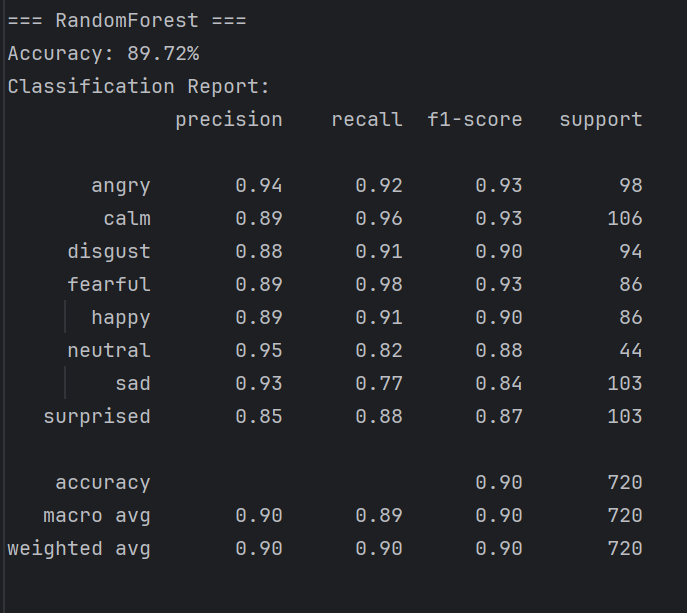 === RandomForest ===
Accuracy: 89.72%
Classification Report:
precision recall f1-score support
angry 0.94 0.92 0.93 98
calm 0.89 0.96 0.93 106
disgust 0.88 0.91 0.90 94
fearful 0.89 0.98 0.93 86
happy 0.89 0.91 0.90 86
neutral 0.95 0.82 0.88 44
sad 0.93 0.77 0.84 103
surprised 0.85 0.88 0.87 103
accuracy 0.90 720
macro avg 0.90 0.89 0.90 720
weighted avg 0.90 0.90 0.90 720